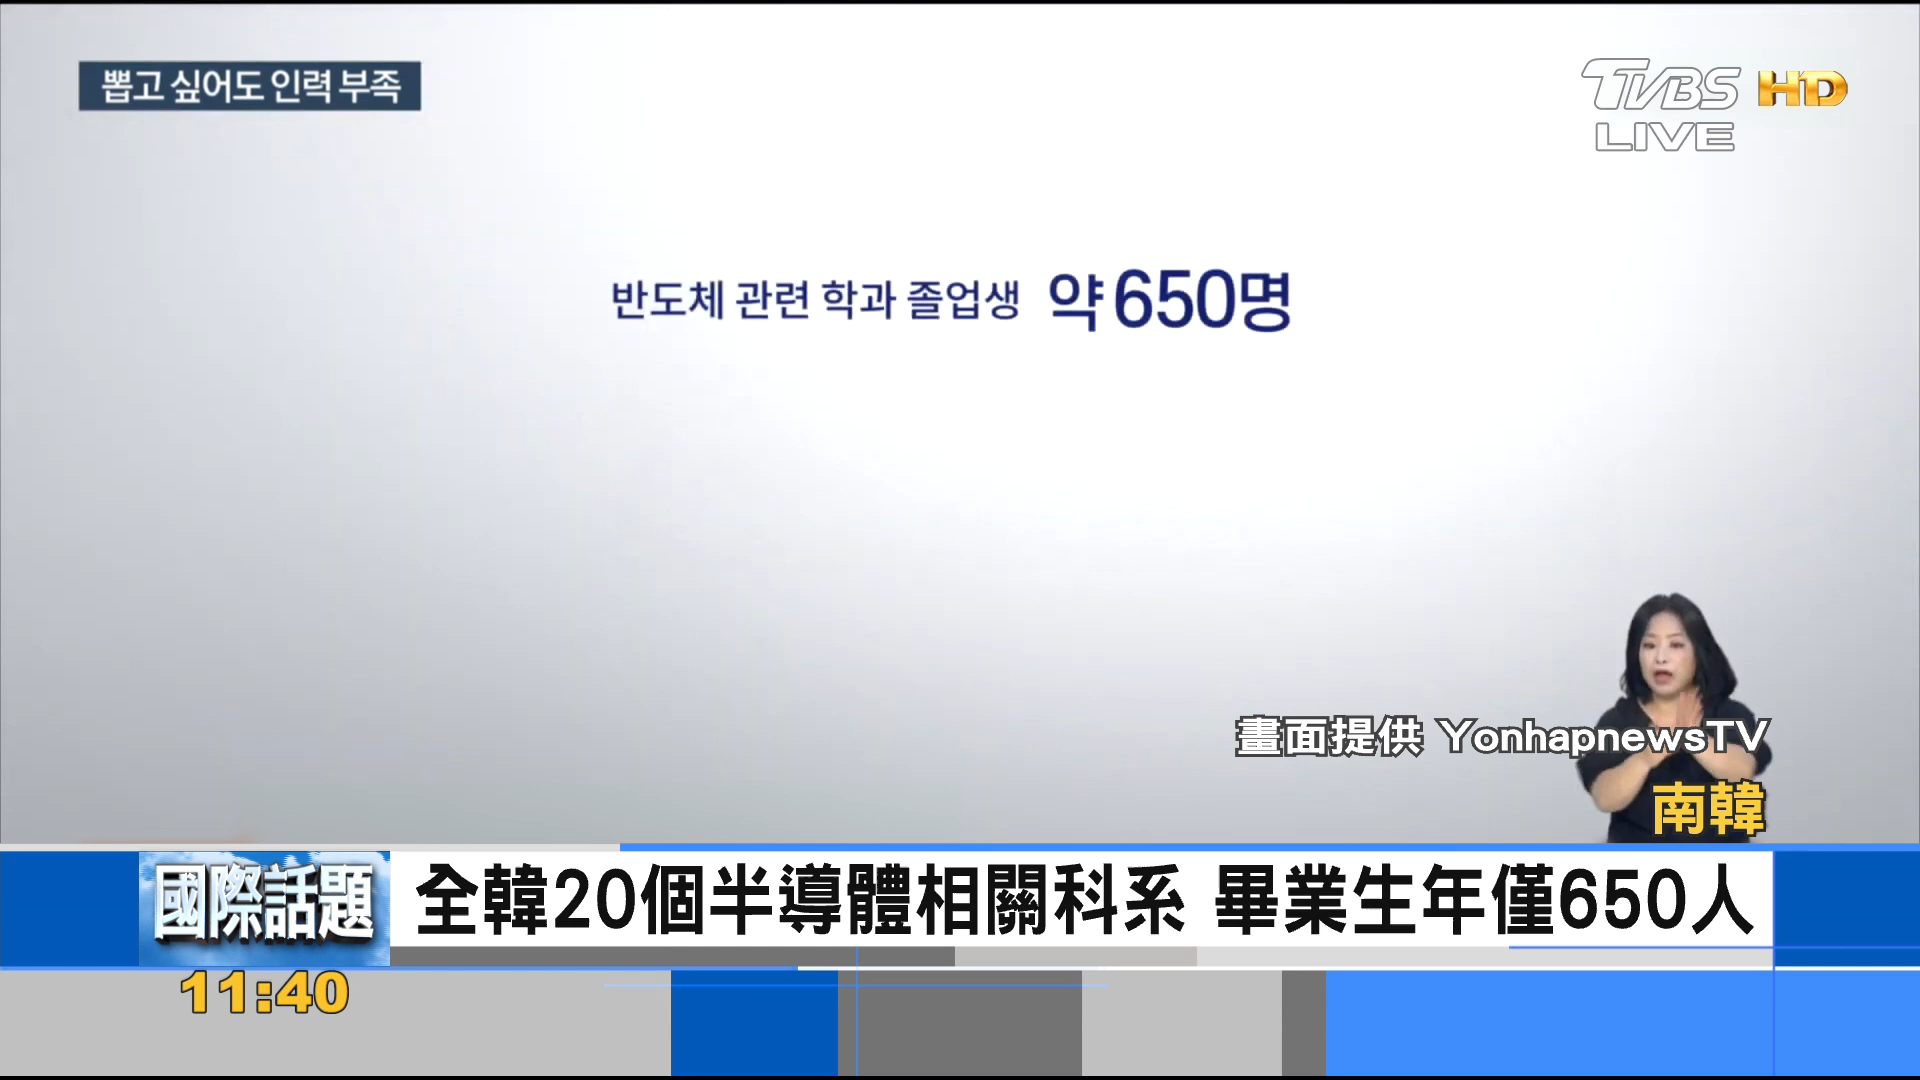 뽑고 싶어도 인력 부족
TVBS HD
LIVE
반도체 관련 학과 졸업생 약 650명
畫面提供 YonhapnewsTV
南韓
國際話題
全韓20個半導體相關科系 畢業生年僅650人
11:40